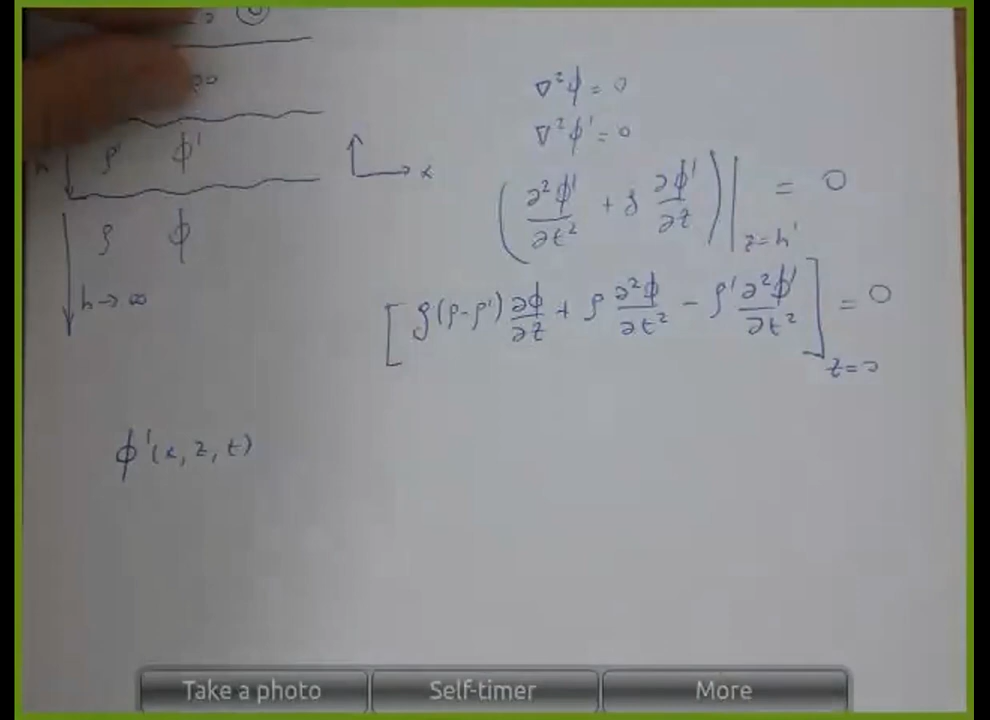 ∇²ϕ = 0
∇²ϕ' = 0
ρ' ϕ'
x
(∂²ϕ'/∂t² + g ∂ϕ'/∂z)|z=h' = 0
ρ ϕ
h → ∞
[g(ρ-ρ') ∂ϕ/∂z + ρ ∂²ϕ/∂t² - ρ' ∂²ϕ'/∂t²]z=0 = 0
ϕ'(x, z, t)
Take a photo
Self-timer
More